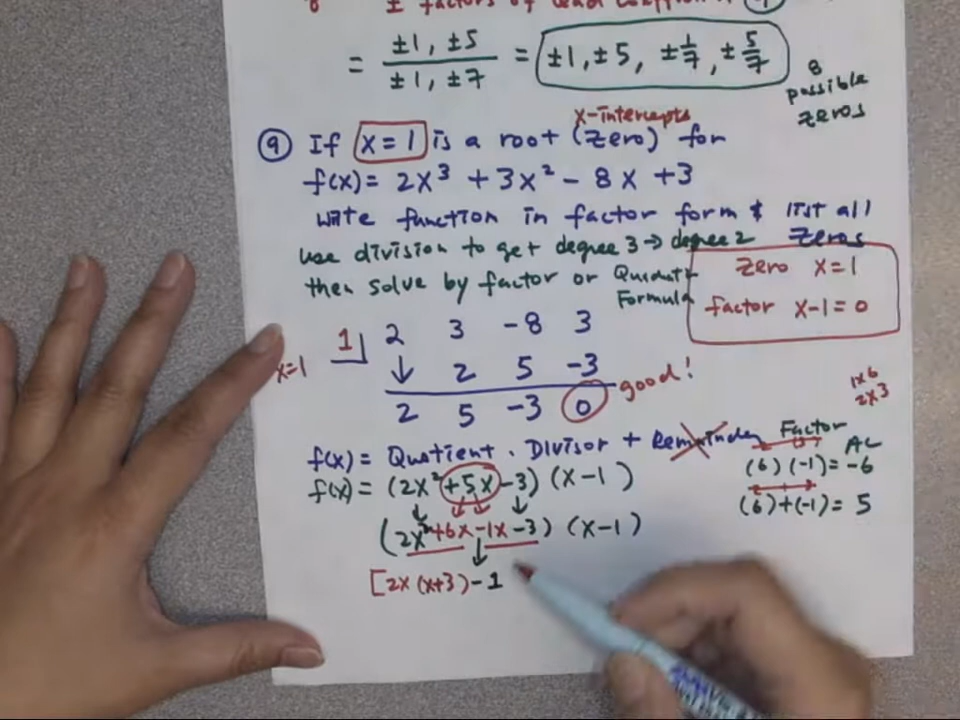 ± factors of lead
= ±1, ±5 / ±1, ±7 = ±1, ±5, ±1/7, ±5/7
8 possible zeros
x-intercepts
⑨ If x=1 is a root (zero) for
f(x)= 2x³ + 3x² - 8x + 3
write function in factor form & list all zeros
use division to get degree 3 → degree 2
then solve by factor or Quadratic Formula
zero x=1
factor x-1=0
x=1
1 2 3 -8 3
↓ 2 5 -3
good!
2 5 -3 0
1x6
2x3
f(x)= Quotient . Divisor + Remainder
Factor AC
f(x)= (2x² +5x -3) (x-1)
(6)(-1)=-6
(6)+(-1)= 5
(2x²+6x-1x-3) (x-1)
[2x(x+3)-1